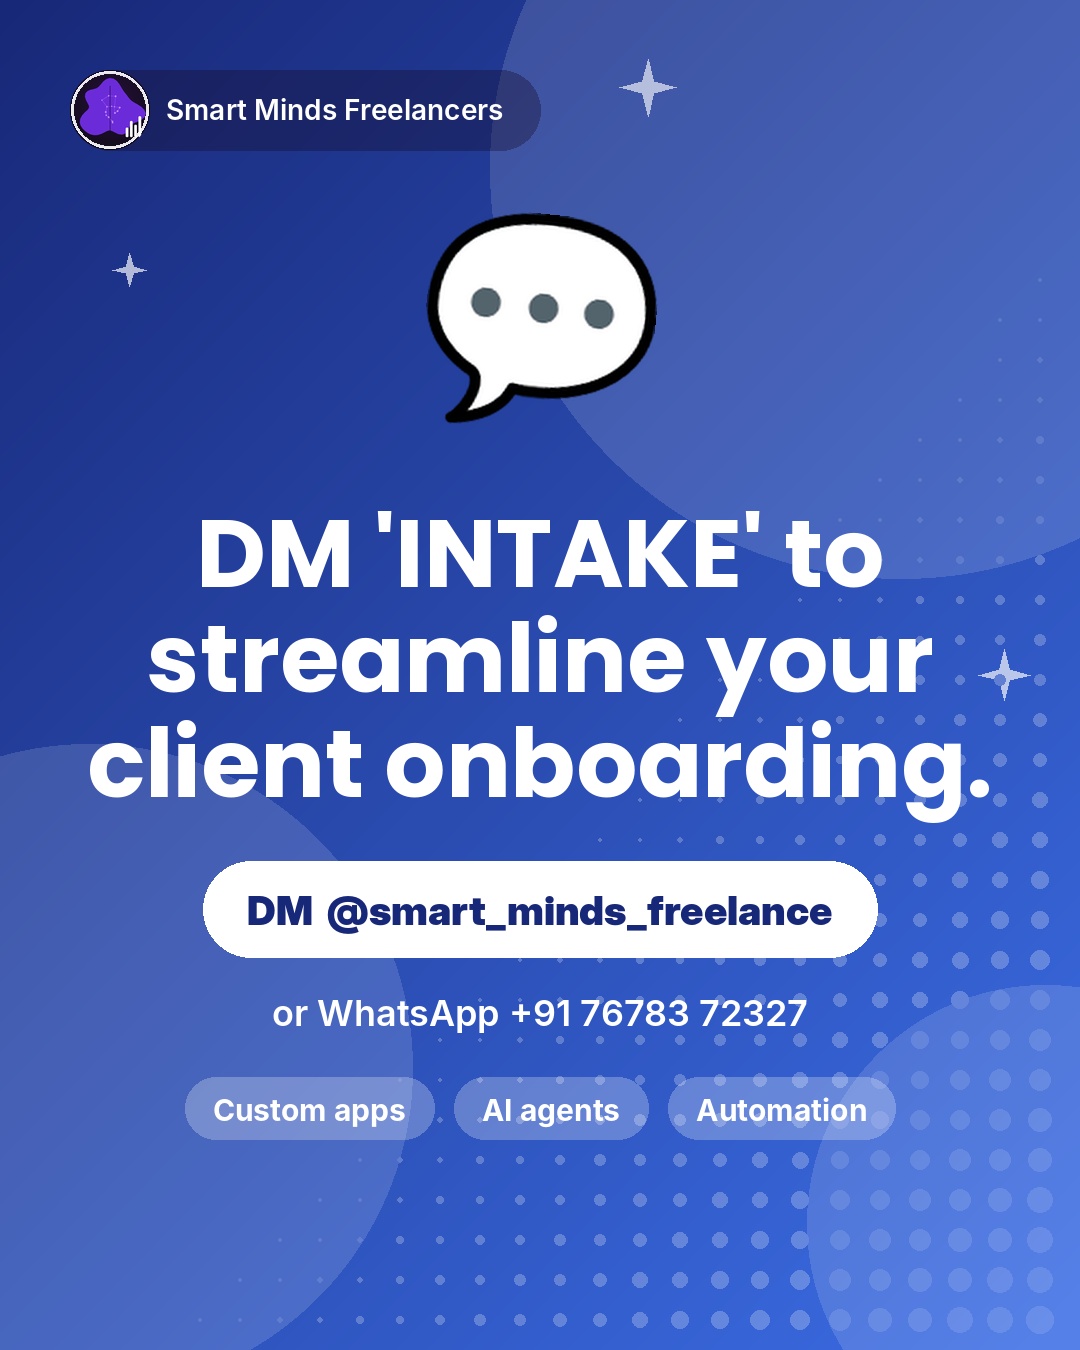 Smart Minds Freelancers
DM 'INTAKE' to
streamline your
client onboarding.
DM @smart_minds_freelance
or WhatsApp +91 76783 72327
Custom apps AI agents Automation